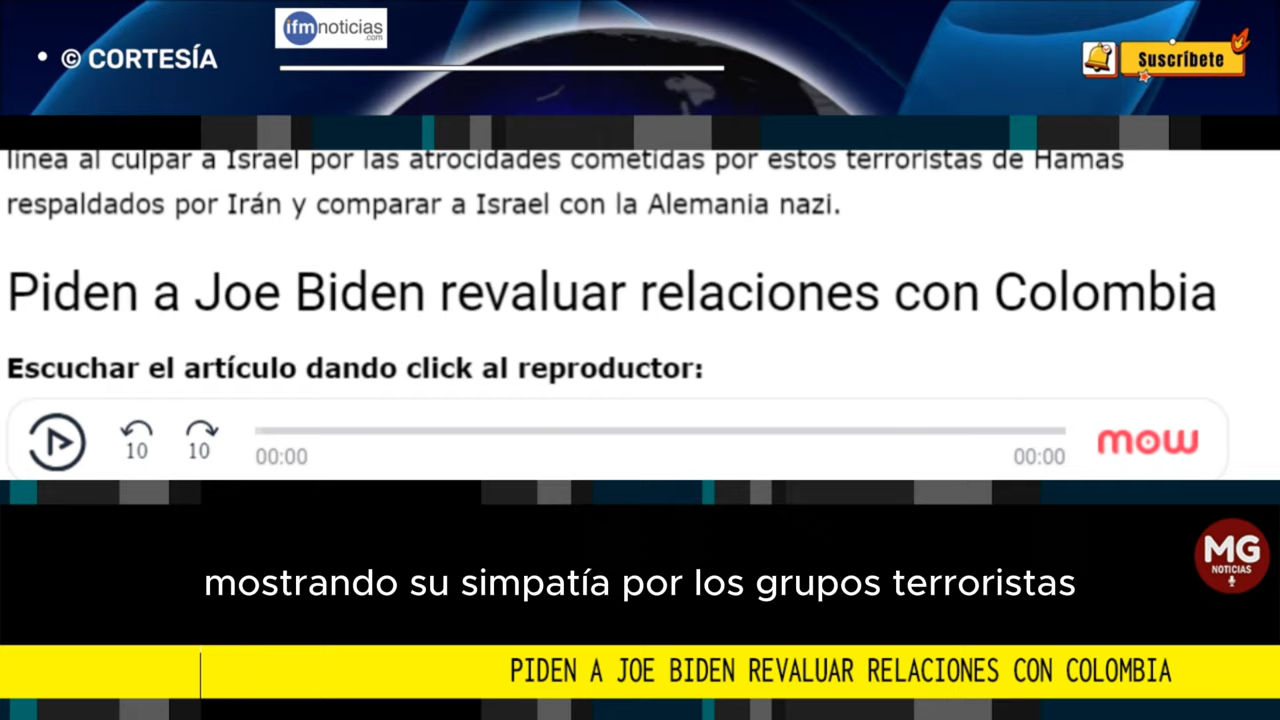 • © CORTESÍA
ifmnoticias
.com
Suscríbete
línea al culpar a Israel por las atrocidades cometidas por estos terroristas de Hamas
respaldados por Irán y comparar a Israel con la Alemania nazi.
Piden a Joe Biden revaluar relaciones con Colombia
Escuchar el artículo dando click al reproductor:
10
10
00:00
00:00
mow
mostrando su simpatía por los grupos terroristas
MG
NOTICIAS
PIDEN A JOE BIDEN REVALUAR RELACIONES CON COLOMBIA